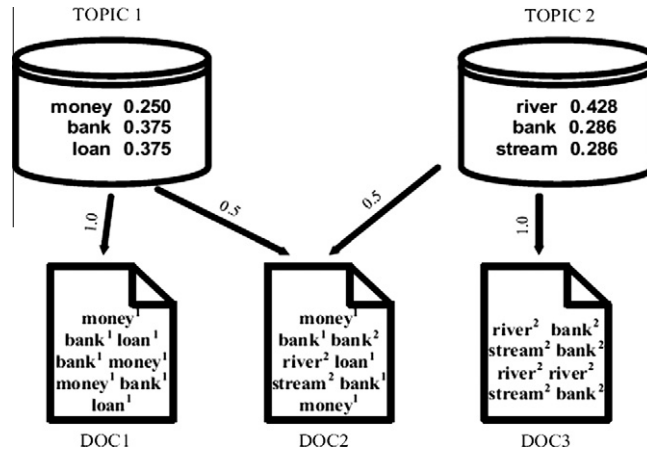 TOPIC 1
TOPIC 2
money 0.250
bank 0.375
loan 0.375
river 0.428
bank 0.286
stream 0.286
1.0
0.5
0.5
1.0
money¹
bank¹ loan¹
bank¹ money¹
money¹ bank¹
loan¹
money¹
bank¹ bank²
river² loan¹
stream² bank¹
money¹
river² bank²
stream² bank²
river² river²
stream² bank²
DOC1
DOC2
DOC3